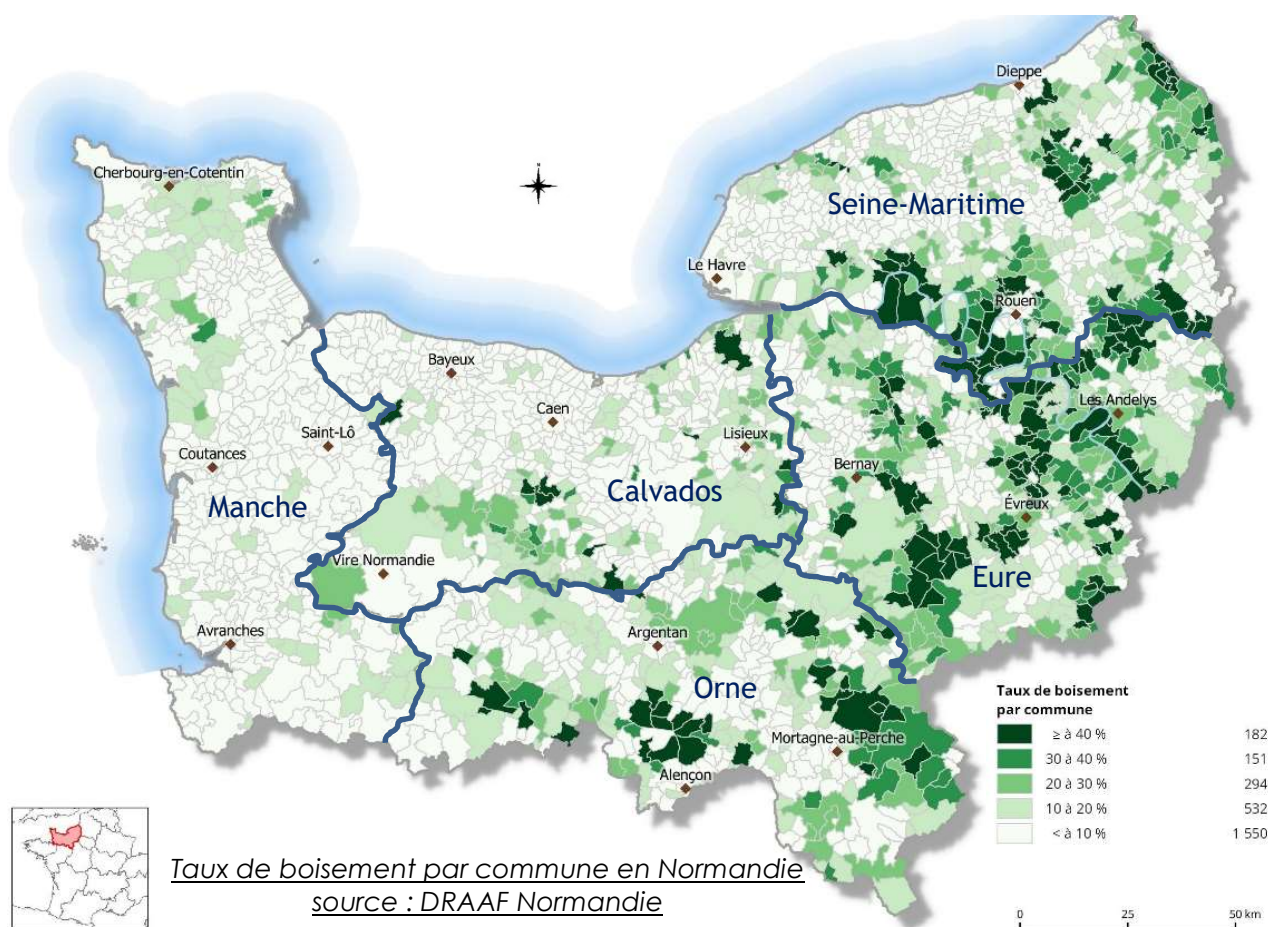 Dieppe
Cherbourg-en-Cotentin
Seine-Maritime
Le Havre
Rouen
Bayeux
Les Andelys
Caen
Saint-Lô
Lisieux
Coutances
Bernay
Manche
Calvados
Évreux
Vire Normandie
Eure
Avranches
Argentan
Orne
Mortagne-au-Perche
Alençon
Taux de boisement
par commune
≥ à 40 % 182
30 à 40 % 151
20 à 30 % 294
10 à 20 % 532
< à 10 % 1 550
Taux de boisement par commune en Normandie
source : DRAAF Normandie
0 25 50 km